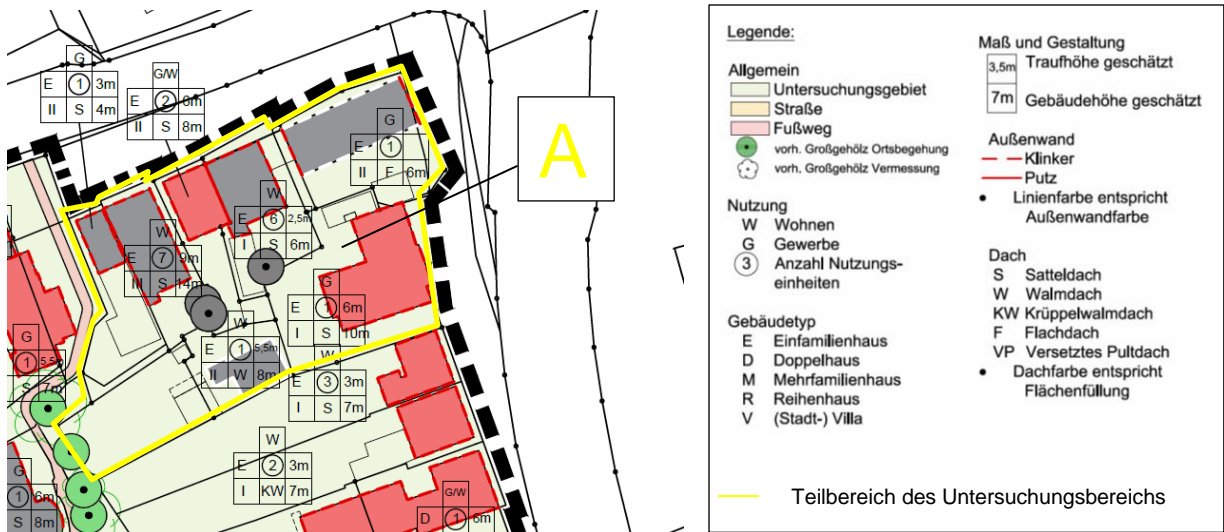 G
E 1 3m
II S 4m
G/W
E 2 6m
II S 8m
G
E 1
II F 6m
A
W
E 6 2,5m
I S 6m
W
E 7 9m
III S 14m
G
E 1 6m
I S 10m
W
E 1 5,5m
II W 8m
W
E 3 3m
I S 7m
G
1 5,5
S 7m
W
E 2 3m
I KW 7m
G
1 6m
S 8m
G/W
D 1 6m
Legende:
Allgemein
Untersuchungsgebiet
Straße
Fußweg
vorh. Großgehölz Ortsbegehung
vorh. Großgehölz Vermessung
Nutzung
W Wohnen
G Gewerbe
3 Anzahl Nutzungs-
einheiten
Gebäudetyp
E Einfamilienhaus
D Doppelhaus
M Mehrfamilienhaus
R Reihenhaus
V (Stadt-) Villa
Maß und Gestaltung
3,5m Traufhöhe geschätzt
7m Gebäudehöhe geschätzt
Außenwand
Klinker
Putz
• Linienfarbe entspricht
Außenwandfarbe
Dach
S Satteldach
W Walmdach
KW Krüppelwalmdach
F Flachdach
VP Versetztes Pultdach
• Dachfarbe entspricht
Flächenfüllung
Teilbereich des Untersuchungsbereichs